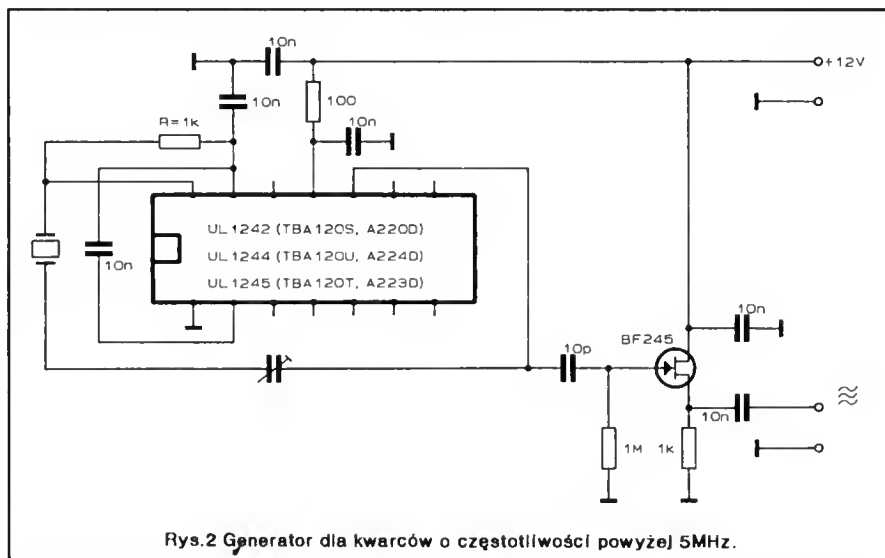 10n
+12V
10n
100
10n
R=1k
UL1242 (TBA120S, A220D)
UL1244 (TBA120U, A224D)
UL1245 (TBA120T, A223D)
10n
10n
BF245
10p
10n
1M
1k
Rys.2 Generator dla kwarców o częstotliwości powyżej 5MHz.